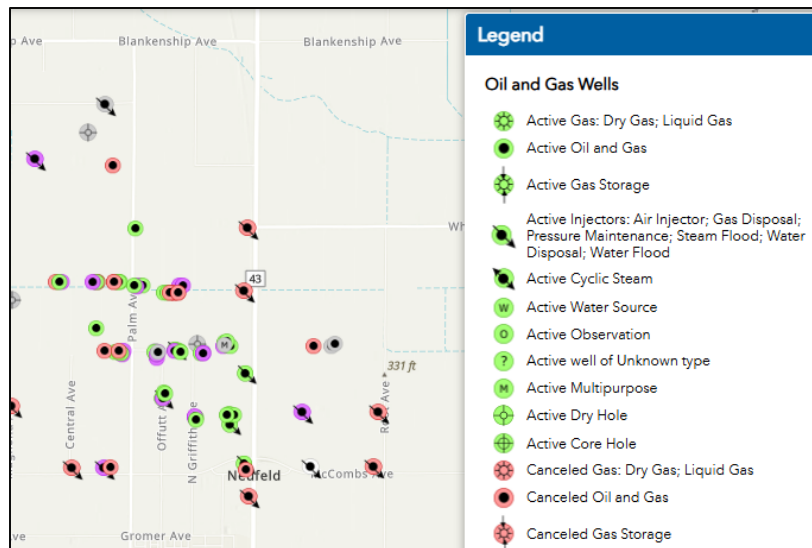 o Ave
Blankenship Ave
Blankenship Ave
Wh
43
Palm Av
331 ft
Central Ave
Offutt A
N Griffith
Ave
Neufeld
McCombs Ave
ve
Gromer Ave
Legend
Oil and Gas Wells
Active Gas: Dry Gas; Liquid Gas
Active Oil and Gas
Active Gas Storage
Active Injectors: Air Injector; Gas Disposal;
Pressure Maintenance; Steam Flood; Water
Disposal; Water Flood
Active Cyclic Steam
W
Active Water Source
O
Active Observation
?
Active well of Unknown type
M
Active Multipurpose
Active Dry Hole
Active Core Hole
Canceled Gas: Dry Gas; Liquid Gas
Canceled Oil and Gas
Canceled Gas Storage